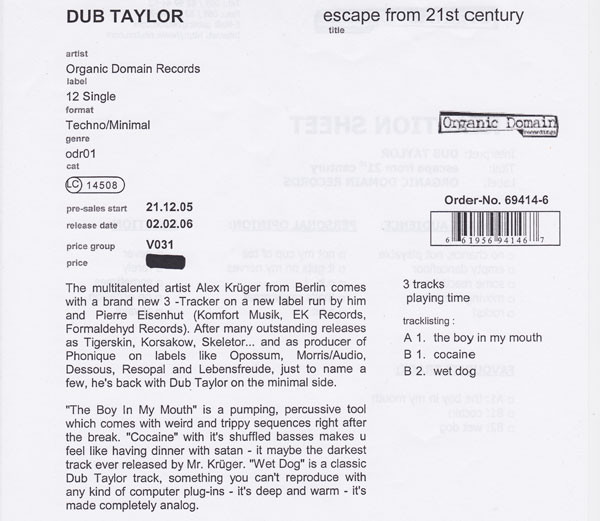 DUB TAYLOR
escape from 21st century
title
artist
Organic Domain Records
label
12 Single
format
Techno/Minimal
genre
odr01
cat
LC 14508
Organic Domain
recordings
pre-sales start 21.12.05
release date 02.02.06
price group V031
price
Order-No. 69414-6
6 61956 94146 7
The multitalented artist Alex Krüger from Berlin comes
with a brand new 3 -Tracker on a new label run by him
and Pierre Eisenhut (Komfort Musik, EK Records,
Formaldehyd Records). After many outstanding releases
as Tigerskin, Korsakow, Skeletor... and as producer of
Phonique on labels like Opossum, Morris/Audio,
Dessous, Resopal and Lebensfreude, just to name a
few, he's back with Dub Taylor on the minimal side.
3 tracks
playing time
tracklisting :
A 1. the boy in my mouth
B 1. cocaine
B 2. wet dog
"The Boy In My Mouth" is a pumping, percussive tool
which comes with weird and trippy sequences right after
the break. "Cocaine" with it's shuffled basses makes u
feel like having dinner with satan - it maybe the darkest
track ever released by Mr. Krüger. "Wet Dog" is a classic
Dub Taylor track, something you can't reproduce with
any kind of computer plug-ins - it's deep and warm - it's
made completely analog.